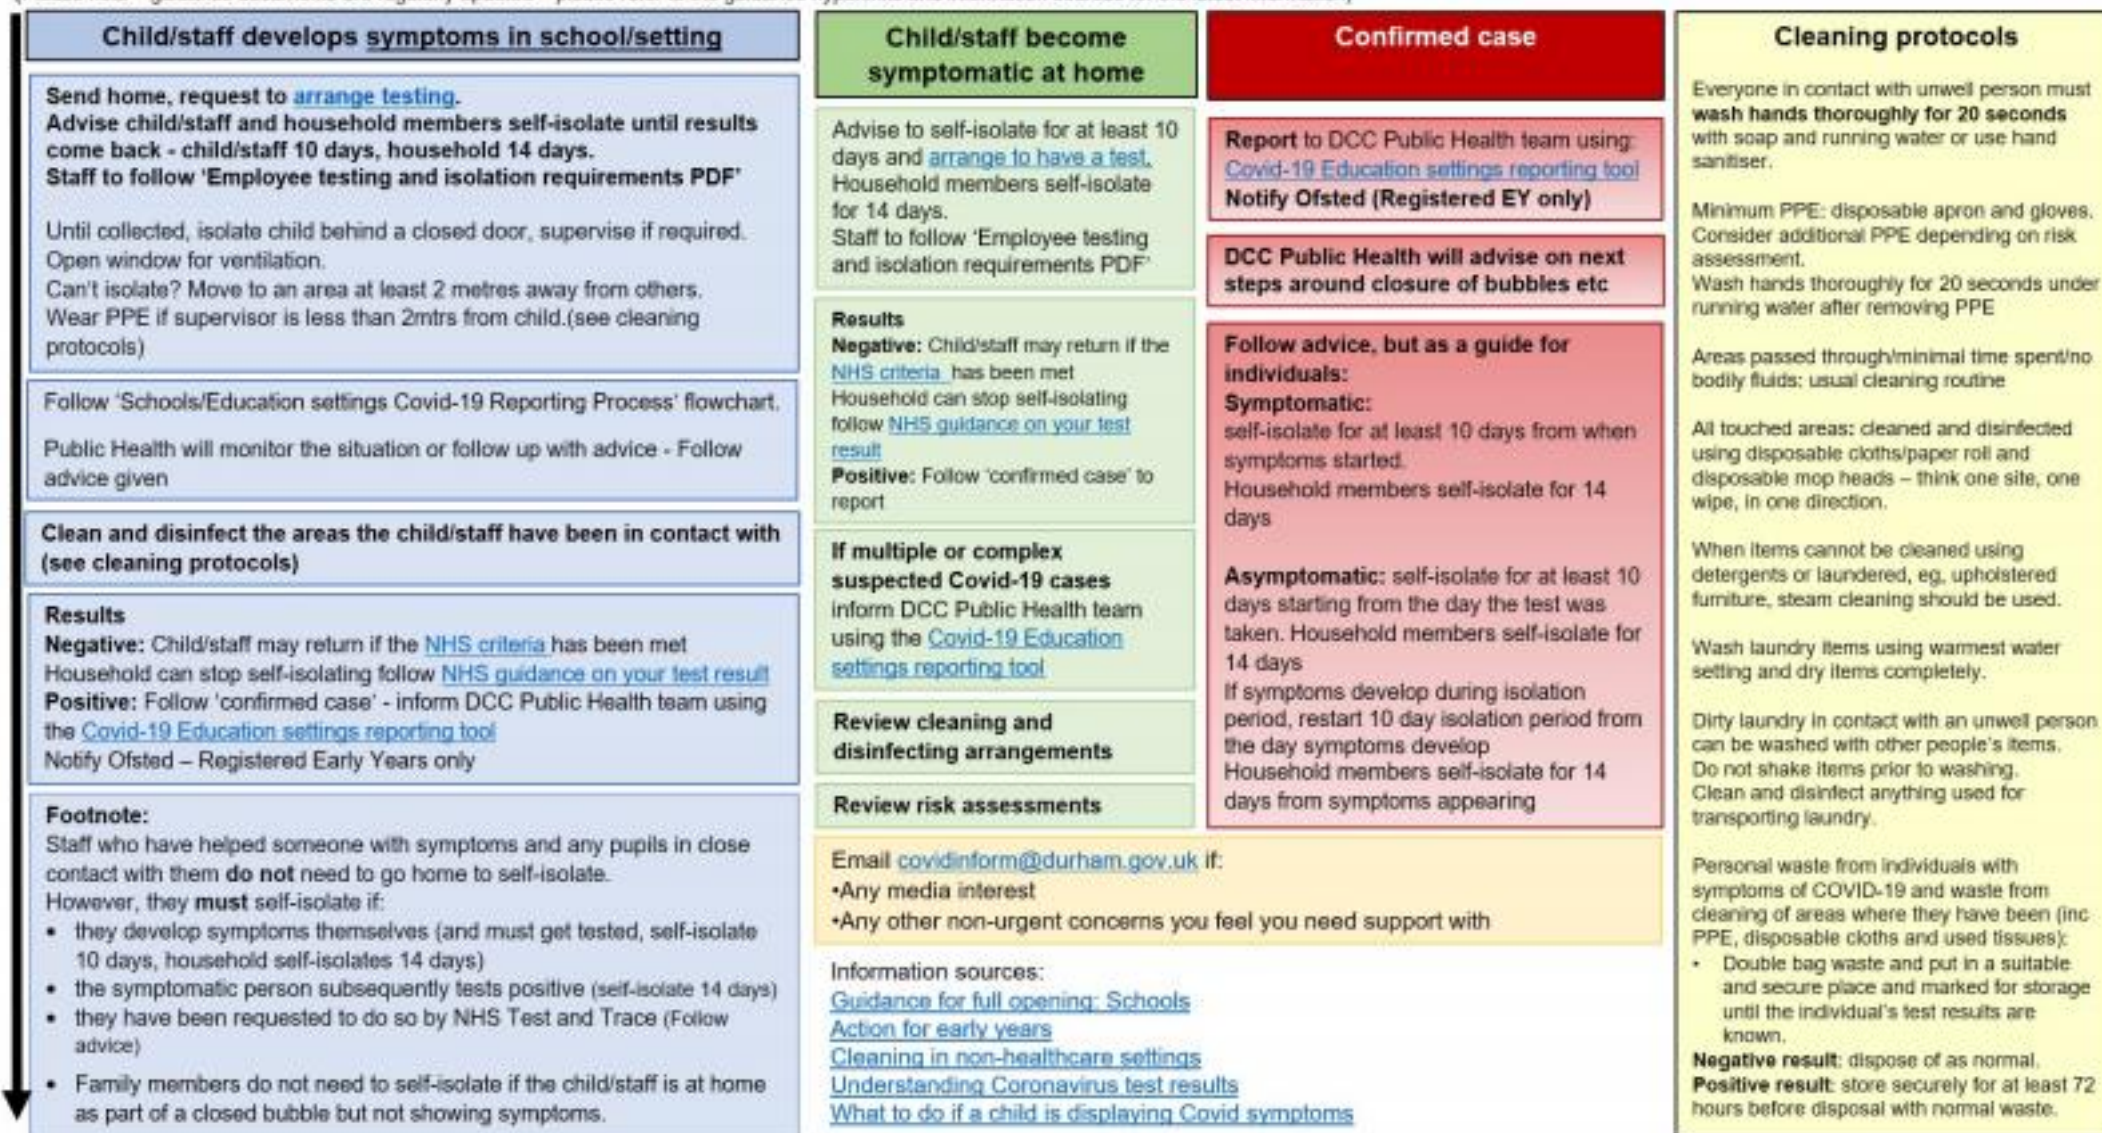 Child/staff develops symptoms in school/setting
Send home, request to arrange testing.
Advise child/staff and household members self-isolate until results
come back - child/staff 10 days, household 14 days.
Staff to follow 'Employee testing and isolation requirements PDF'
Until collected, isolate child behind a closed door, supervise if required.
Open window for ventilation.
Can't isolate? Move to an area at least 2 metres away from others.
Wear PPE if supervisor is less than 2mtrs from child.(see cleaning
protocols)
Follow 'Schools/Education settings Covid-19 Reporting Process' flowchart.
Public Health will monitor the situation or follow up with advice - Follow
advice given
Clean and disinfect the areas the child/staff have been in contact with
(see cleaning protocols)
Results
Negative: Child/staff may return if the NHS criteria has been met
Household can stop self-isolating follow NHS guidance on your test result
Positive: Follow 'confirmed case' - inform DCC Public Health team using
the Covid-19 Education settings reporting tool
Notify Ofsted – Registered Early Years only
Footnote:
Staff who have helped someone with symptoms and any pupils in close
contact with them do not need to go home to self-isolate.
However, they must self-isolate if:
• they develop symptoms themselves (and must get tested, self-isolate
10 days, household self-isolates 14 days)
• the symptomatic person subsequently tests positive (self-isolate 14 days)
• they have been requested to do so by NHS Test and Trace (Follow
advice)
• Family members do not need to self-isolate if the child/staff is at home
as part of a closed bubble but not showing symptoms.
Child/staff become
symptomatic at home
Advise to self-isolate for at least 10
days and arrange to have a test.
Household members self-isolate
for 14 days.
Staff to follow 'Employee testing
and isolation requirements PDF'
Results
Negative: Child/staff may return if the
NHS criteria has been met
Household can stop self-isolating
follow NHS guidance on your test
result
Positive: Follow 'confirmed case' to
report
If multiple or complex
suspected Covid-19 cases
inform DCC Public Health team
using the Covid-19 Education
settings reporting tool
Review cleaning and
disinfecting arrangements
Review risk assessments
Confirmed case
Report to DCC Public Health team using:
Covid-19 Education settings reporting tool
Notify Ofsted (Registered EY only)
DCC Public Health will advise on next
steps around closure of bubbles etc
Follow advice, but as a guide for
individuals:
Symptomatic:
self-isolate for at least 10 days from when
symptoms started.
Household members self-isolate for 14
days
Asymptomatic: self-isolate for at least 10
days starting from the day the test was
taken. Household members self-isolate for
14 days
If symptoms develop during isolation
period, restart 10 day isolation period from
the day symptoms develop
Household members self-isolate for 14
days from symptoms appearing
Email covidinform@durham.gov.uk if:
•Any media interest
•Any other non-urgent concerns you feel you need support with
Information sources:
Guidance for full opening: Schools
Action for early years
Cleaning in non-healthcare settings
Understanding Coronavirus test results
What to do if a child is displaying Covid symptoms
Cleaning protocols
Everyone in contact with unwell person must
wash hands thoroughly for 20 seconds
with soap and running water or use hand
sanitiser.
Minimum PPE: disposable apron and gloves.
Consider additional PPE depending on risk
assessment.
Wash hands thoroughly for 20 seconds under
running water after removing PPE
Areas passed through/minimal time spent/no
bodily fluids: usual cleaning routine
All touched areas: cleaned and disinfected
using disposable cloths/paper roll and
disposable mop heads – think one site, one
wipe, in one direction.
When items cannot be cleaned using
detergents or laundered, eg, upholstered
furniture, steam cleaning should be used.
Wash laundry items using warmest water
setting and dry items completely.
Dirty laundry in contact with an unwell person
can be washed with other people's items.
Do not shake items prior to washing.
Clean and disinfect anything used for
transporting laundry.
Personal waste from individuals with
symptoms of COVID-19 and waste from
cleaning of areas where they have been (inc
PPE, disposable cloths and used tissues):
• Double bag waste and put in a suitable
and secure place and marked for storage
until the individual's test results are
known.
Negative result: dispose of as normal.
Positive result: store securely for at least 72
hours before disposal with normal waste.